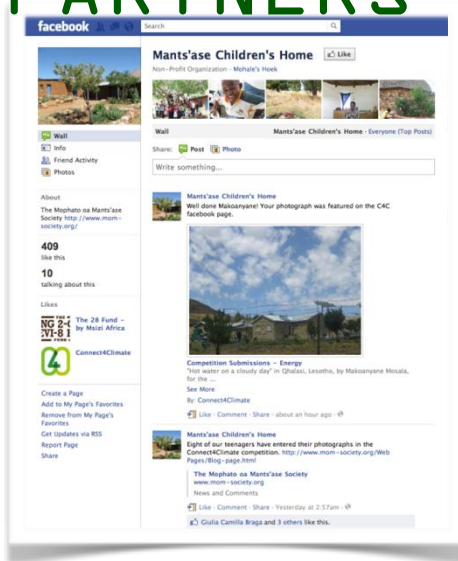 PARTNERS
facebook
Search
Mants'ase Children's Home
Like
Non-Profit Organization · Mohale's Hoek
Wall
Info
Friend Activity
Photos
About
The Mophato oa Mants'ase
Society http://www.mom-
society.org/
409
like this
10
talking about this
Likes
The 28 Fund –
by Msizi Africa
Connect4Climate
Create a Page
Add to My Page's Favorites
Remove from My Page's
Favorites
Get Updates via RSS
Report Page
Share
Wall
Mants'ase Children's Home · Everyone (Top Posts)
Share: Post Photo
Write something...
Mants'ase Children's Home
Well done Makoanyane! Your photograph was featured on the C4C
facebook page.
Competition Submissions – Energy
"Hot water on a cloudy day" in Qhalasi, Lesotho, by Makoanyane Mosala,
for the ...
See More
By: Connect4Climate
Like · Comment · Share · about an hour ago ·
Mants'ase Children's Home
Eight of our teenagers have entered their photographs in the
Connect4Climate competition. http://www.mom-society.org/Web
Pages/Blog-page.html
The Mophato oa Mants'ase Society
www.mom-society.org
News and Comments
Like · Comment · Share · Yesterday at 2:57am ·
Giulia Camilla Braga and 3 others like this.